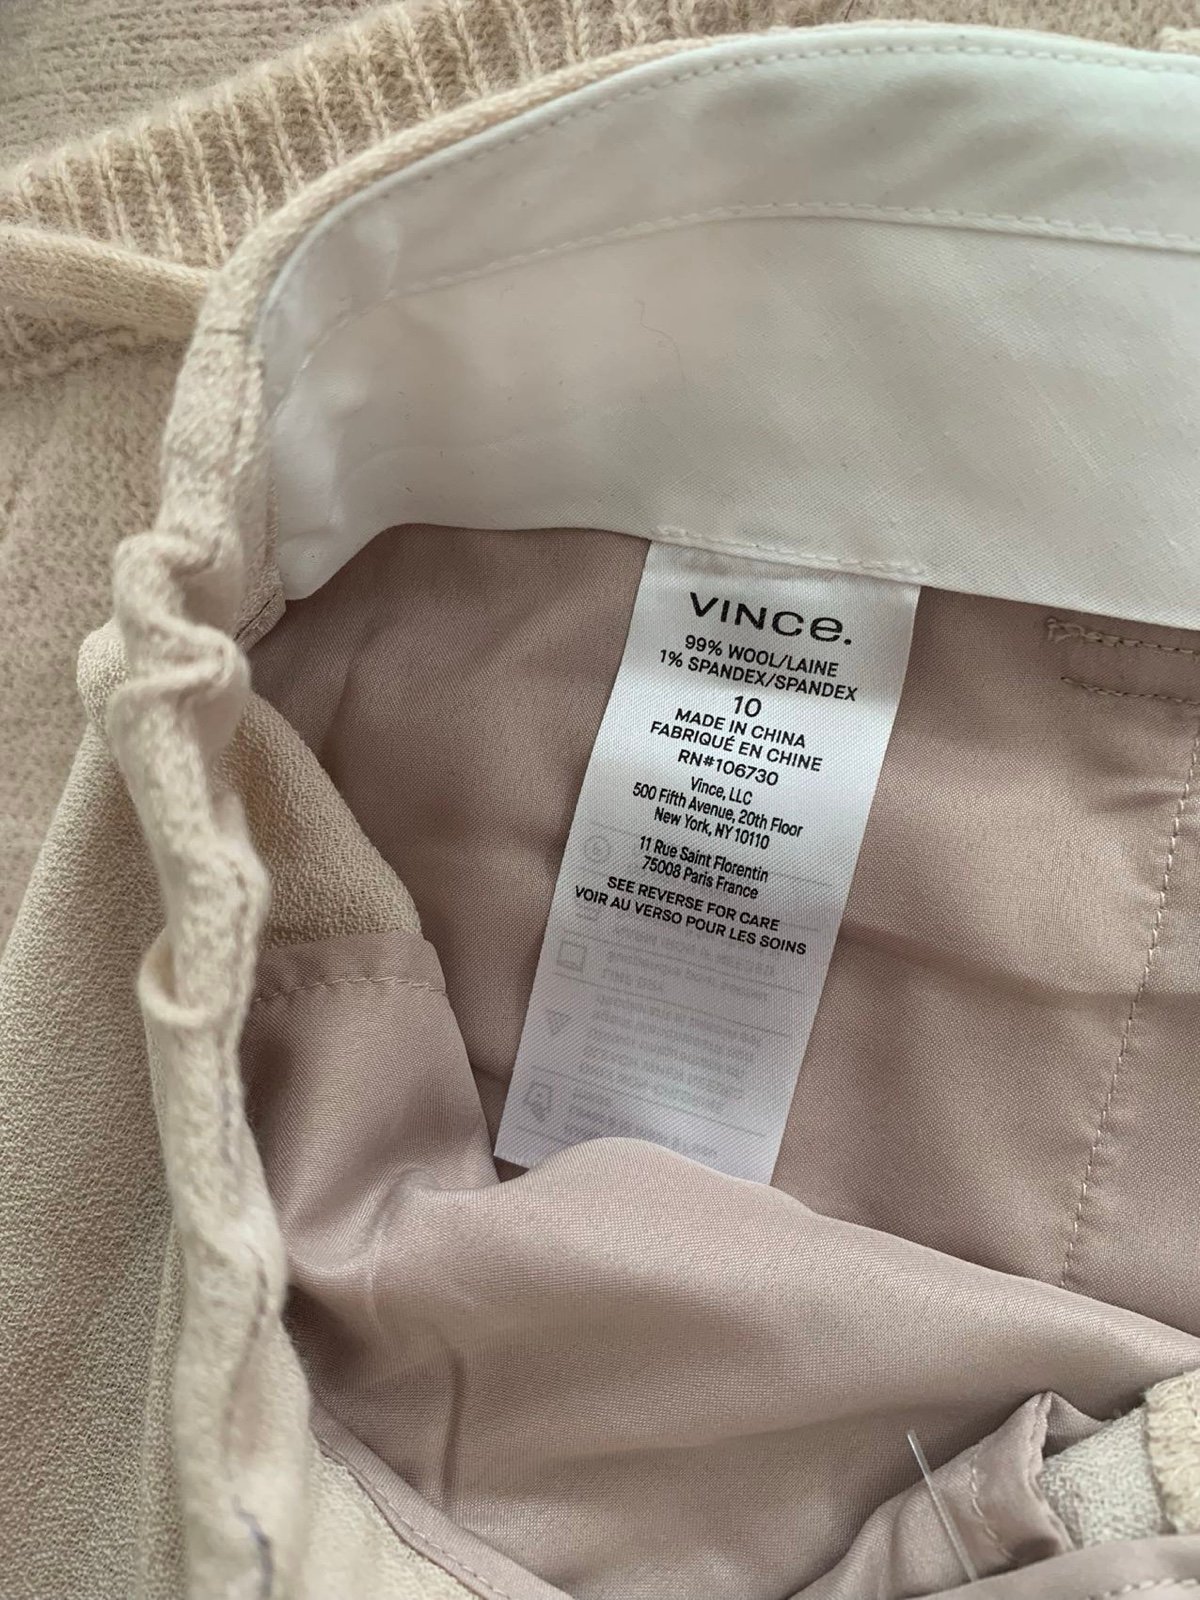 VINCe.
99% WOOL/LAINE
1% SPANDEX/SPANDEX
10
MADE IN CHINA
FABRIQUÉ EN CHINE
RN#106730
Vince, LLC
500 Fifth Avenue, 20th Floor
New York, NY 10110
11 Rue Saint Florentin
75008 Paris France
SEE REVERSE FOR CARE
VOIR AU VERSO POUR LES SOINS